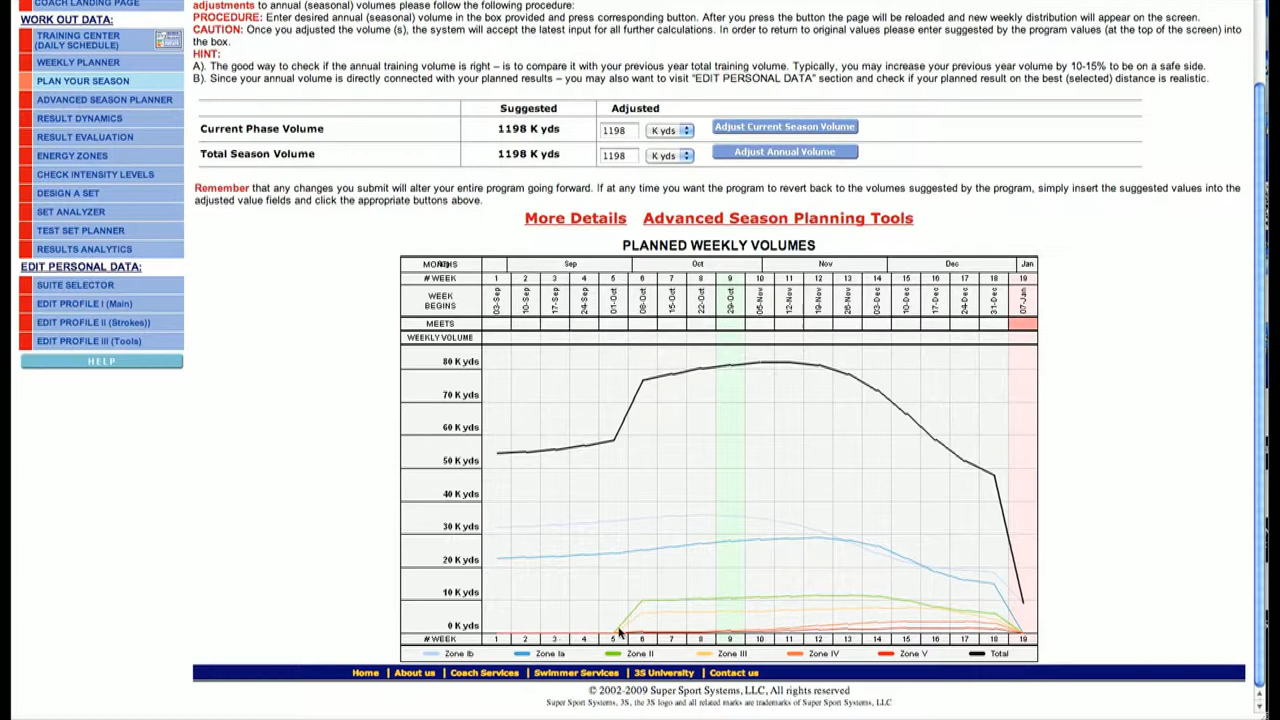 COACH LANDING PAGE
WORK OUT DATA:
TRAINING CENTER
(DAILY SCHEDULE)
WEEKLY PLANNER
PLAN YOUR SEASON
ADVANCED SEASON PLANNER
RESULT DYNAMICS
RESULT EVALUATION
ENERGY ZONES
CHECK INTENSITY LEVELS
DESIGN A SET
SET ANALYZER
TEST SET PLANNER
RESULTS ANALYTICS
EDIT PERSONAL DATA:
SUITE SELECTOR
EDIT PROFILE I (Main)
EDIT PROFILE II (Strokes))
EDIT PROFILE III (Tools)
HELP
adjustments to annual (seasonal) volumes please follow the following procedure:
PROCEDURE: Enter desired annual (seasonal) volume in the box provided and press corresponding button. After you press the button the page will be reloaded and new weekly distribution will appear on the screen.
CAUTION: Once you adjusted the volume (s), the system will accept the latest input for all further calculations. In order to return to original values please enter suggested by the program values (at the top of the screen) into
the box.
HINT:
A). The good way to check if the annual training volume is right – is to compare it with your previous year total training volume. Typically, you may increase your previous year volume by 10-15% to be on a safe side.
B). Since your annual volume is directly connected with your planned results – you may also want to visit "EDIT PERSONAL DATA" section and check if your planned result on the best (selected) distance is realistic.
Suggested Adjusted
Current Phase Volume 1198 K yds 1198 K yds Adjust Current Season Volume
Total Season Volume 1198 K yds 1198 K yds Adjust Annual Volume
Remember that any changes you submit will alter your entire program going forward. If at any time you want the program to revert back to the volumes suggested by the program, simply insert the suggested values into the
adjusted value fields and click the appropriate buttons above.
More Details Advanced Season Planning Tools
PLANNED WEEKLY VOLUMES
Sep Oct Nov Dec Jan
# WEEK 1 2 3 4 5 6 7 8 9 10 11 12 13 14 15 16 17 18 19
WEEK
BEGINS
03-Sep 10-Sep 17-Sep 24-Sep 01-Oct 08-Oct 15-Oct 22-Oct 29-Oct 05-Nov 12-Nov 19-Nov 26-Nov 03-Dec 10-Dec 17-Dec 24-Dec 31-Dec 07-Jan
MEETS
WEEKLY VOLUME
80 K yds
70 K yds
60 K yds
50 K yds
40 K yds
30 K yds
20 K yds
10 K yds
0 K yds
# WEEK 1 2 3 4 5 6 7 8 9 10 11 12 13 14 15 16 17 18 19
Zone Ib Zone Ia Zone II Zone III Zone IV Zone V Total
Home | About us | Coach Services | Swimmer Services | 3S University | Contact us
© 2002-2009 Super Sport Systems, LLC, All rights reserved
Super Sport Systems, 3S, the 3S logo and all related marks are trademarks of Super Sport Systems, LLC